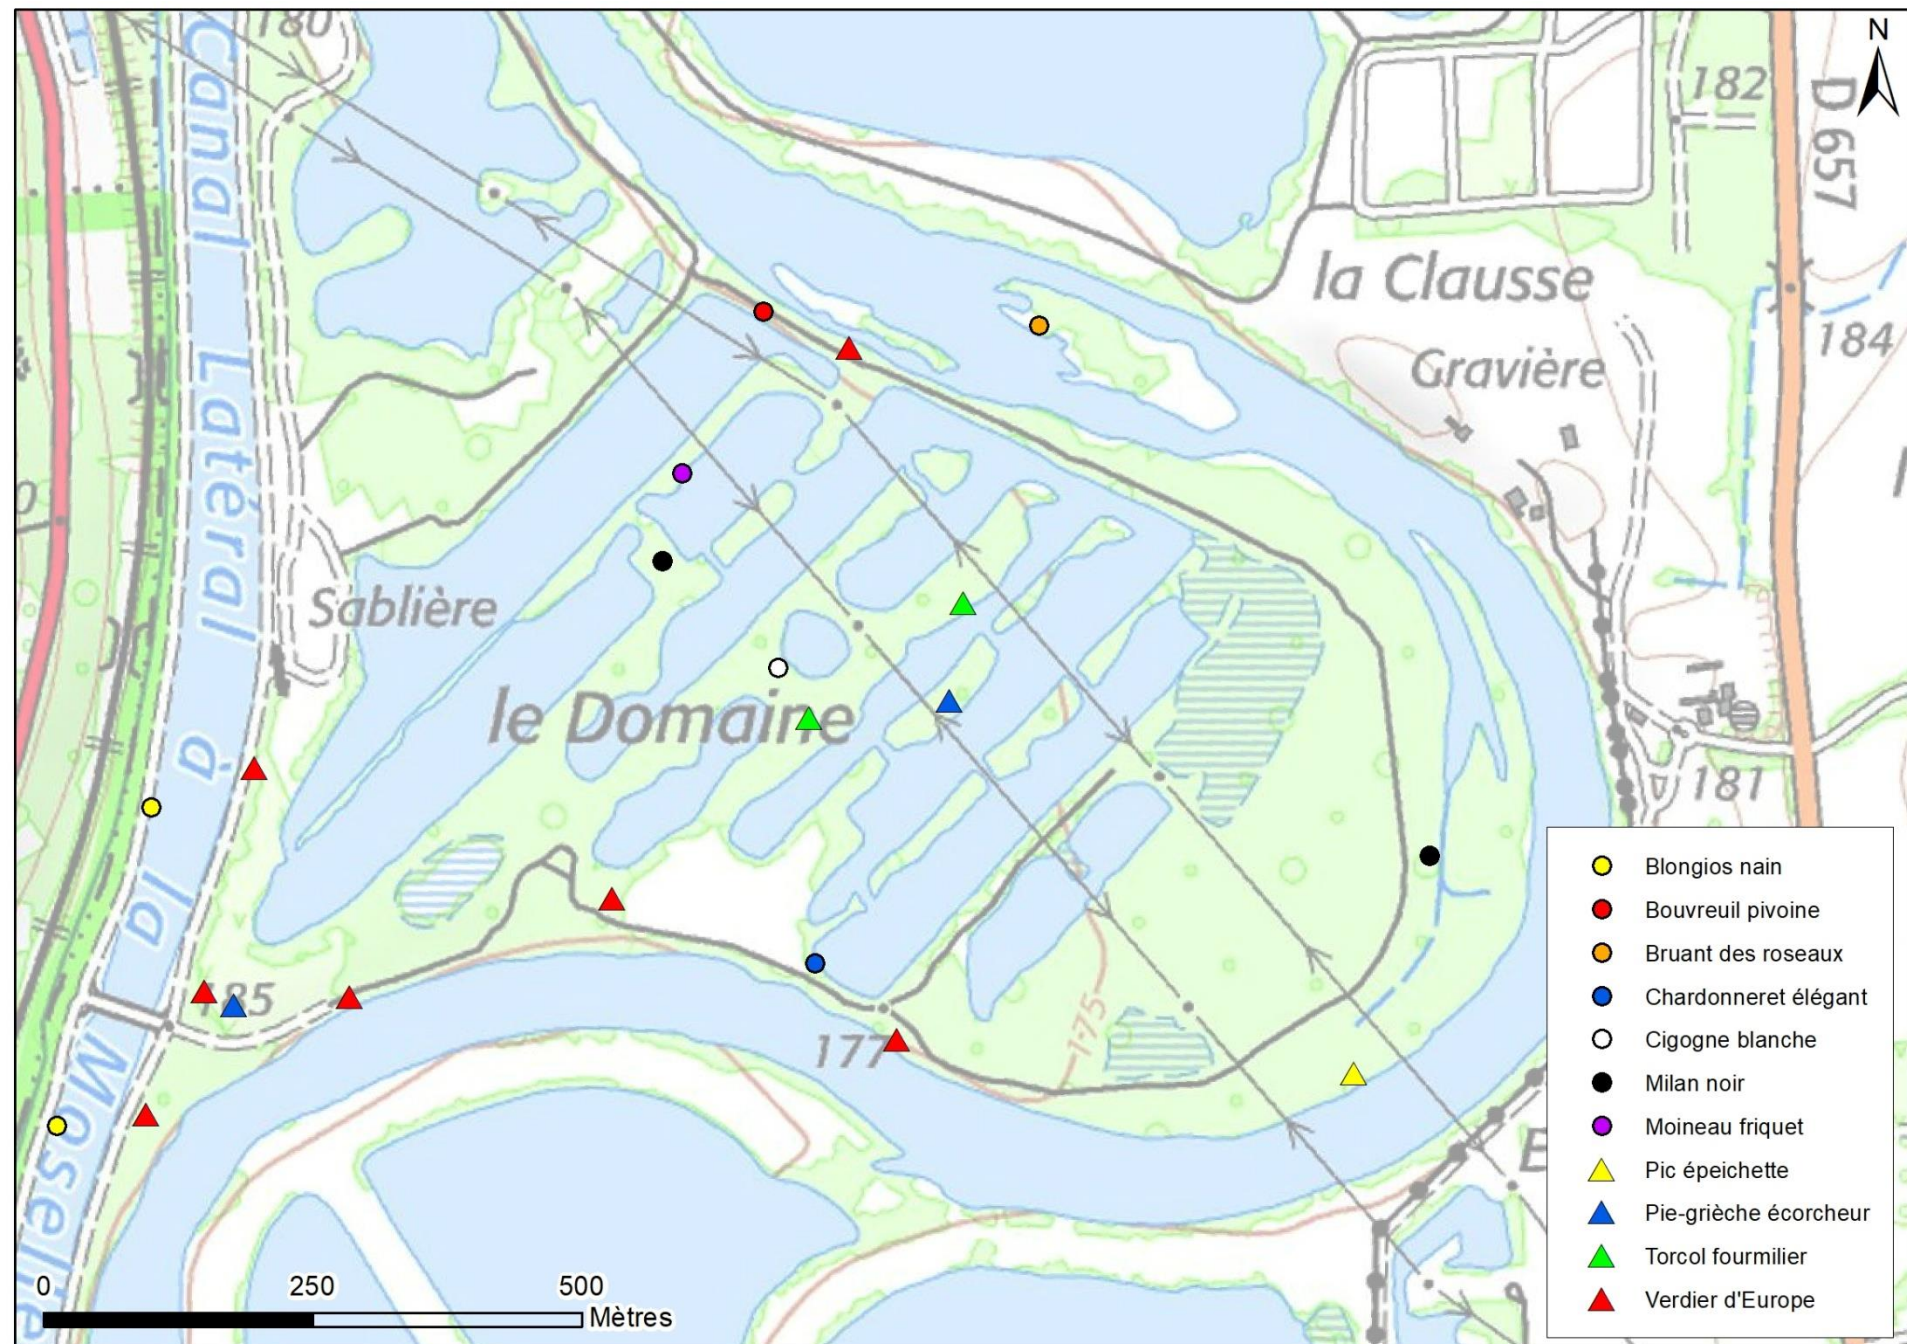 180
N
182
D 657
Canal Latéral à la Moselle
la Clausse
184
Gravière
Sablière
le Domaine
181
185
177
175
Blongios nain
Bouvreuil pivoine
Bruant des roseaux
Chardonneret élégant
Cigogne blanche
Milan noir
Moineau friquet
Pic épeichette
Pie-grièche écorcheur
Torcol fourmilier
Verdier d'Europe
0 250 500
Mètres